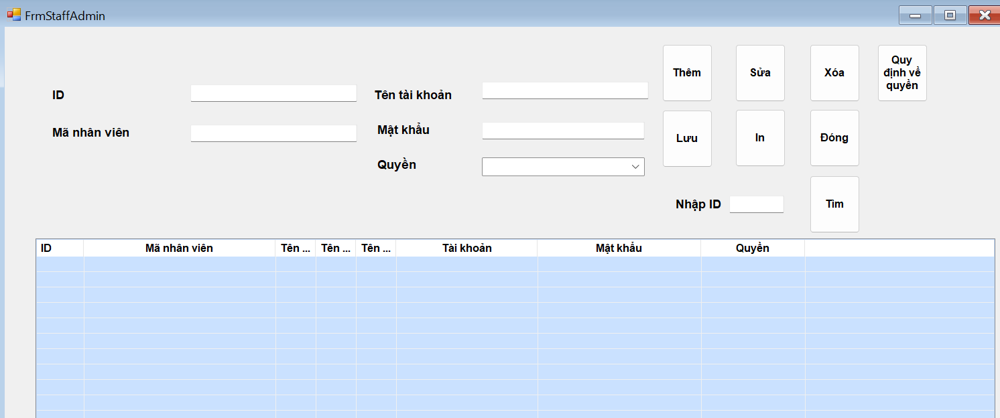 FrmStaffAdmin
Thêm
Sửa
Xóa
Quy
định về
quyền
ID
Tên tài khoản
Mã nhân viên
Mật khẩu
Lưu
In
Đóng
Quyền
Nhập ID
Tìm
ID Mã nhân viên Tên ... Tên ... Tên ... Tài khoản Mật khẩu Quyền